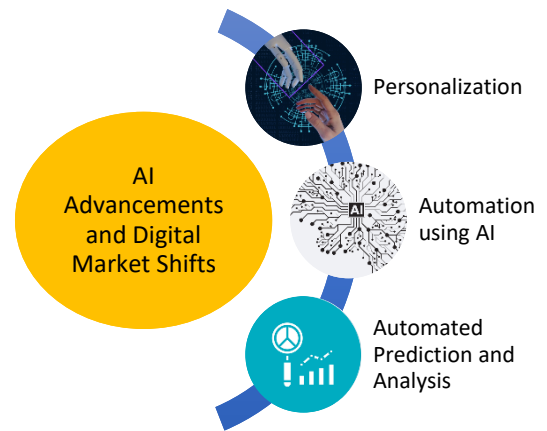 AI
Advancements
and Digital
Market Shifts
Personalization
AI
Automation
using AI
Automated
Prediction and
Analysis